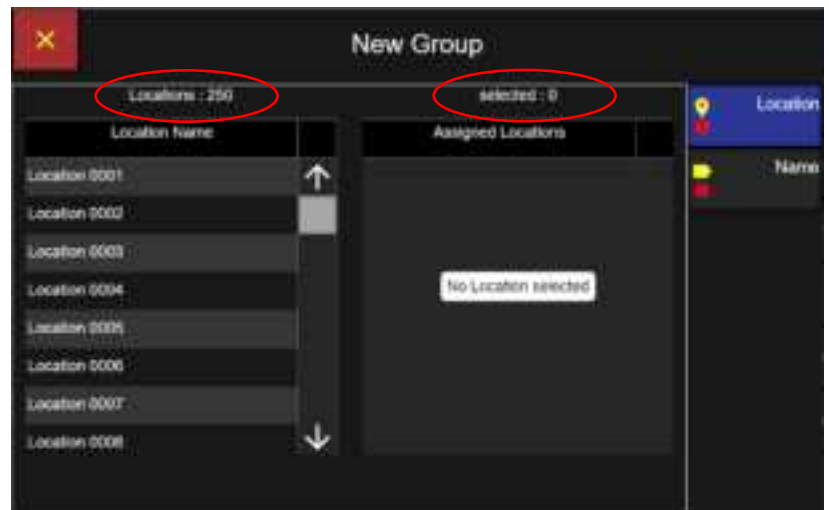 New Group
Locations : 250
selected : 0
Location Name
Assigned Locations
Location 0001
Location 0002
Location 0003
Location 0004
Location 0005
Location 0006
Location 0007
Location 0008
No Location selected
Location
Name